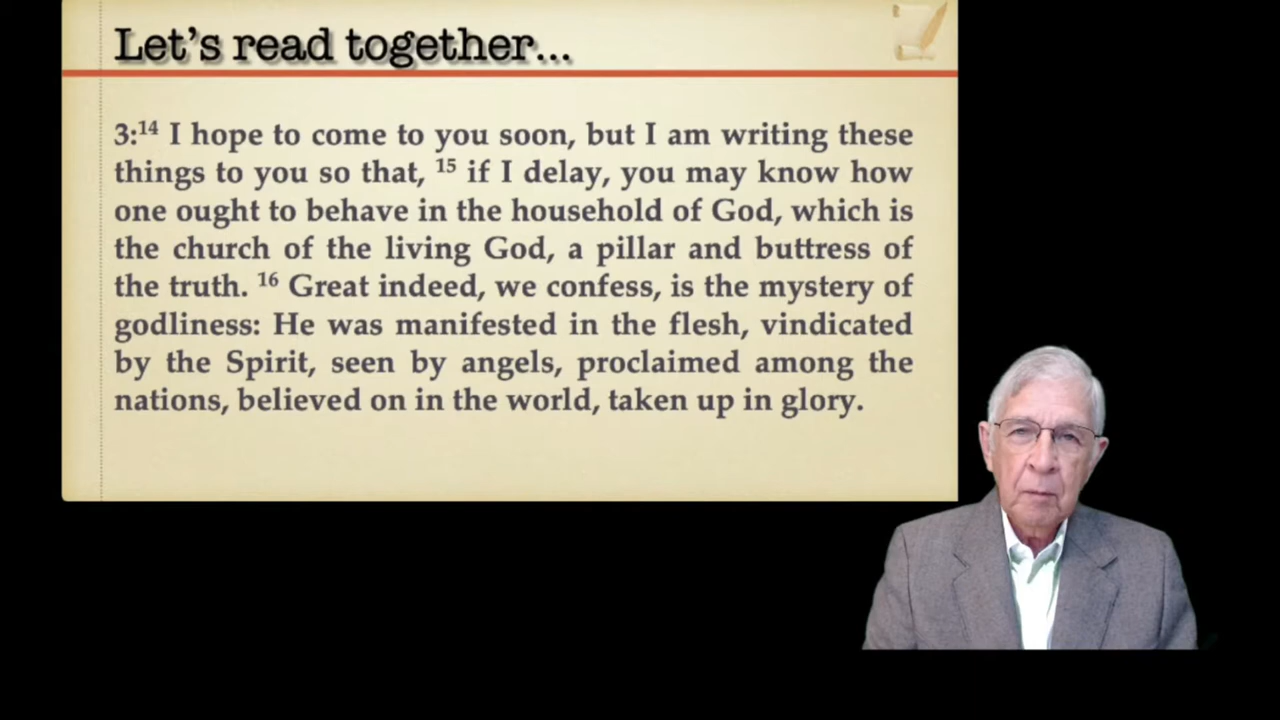 Let's read together...
3:14 I hope to come to you soon, but I am writing these
things to you so that, 15 if I delay, you may know how
one ought to behave in the household of God, which is
the church of the living God, a pillar and buttress of
the truth. 16 Great indeed, we confess, is the mystery of
godliness: He was manifested in the flesh, vindicated
by the Spirit, seen by angels, proclaimed among the
nations, believed on in the world, taken up in glory.